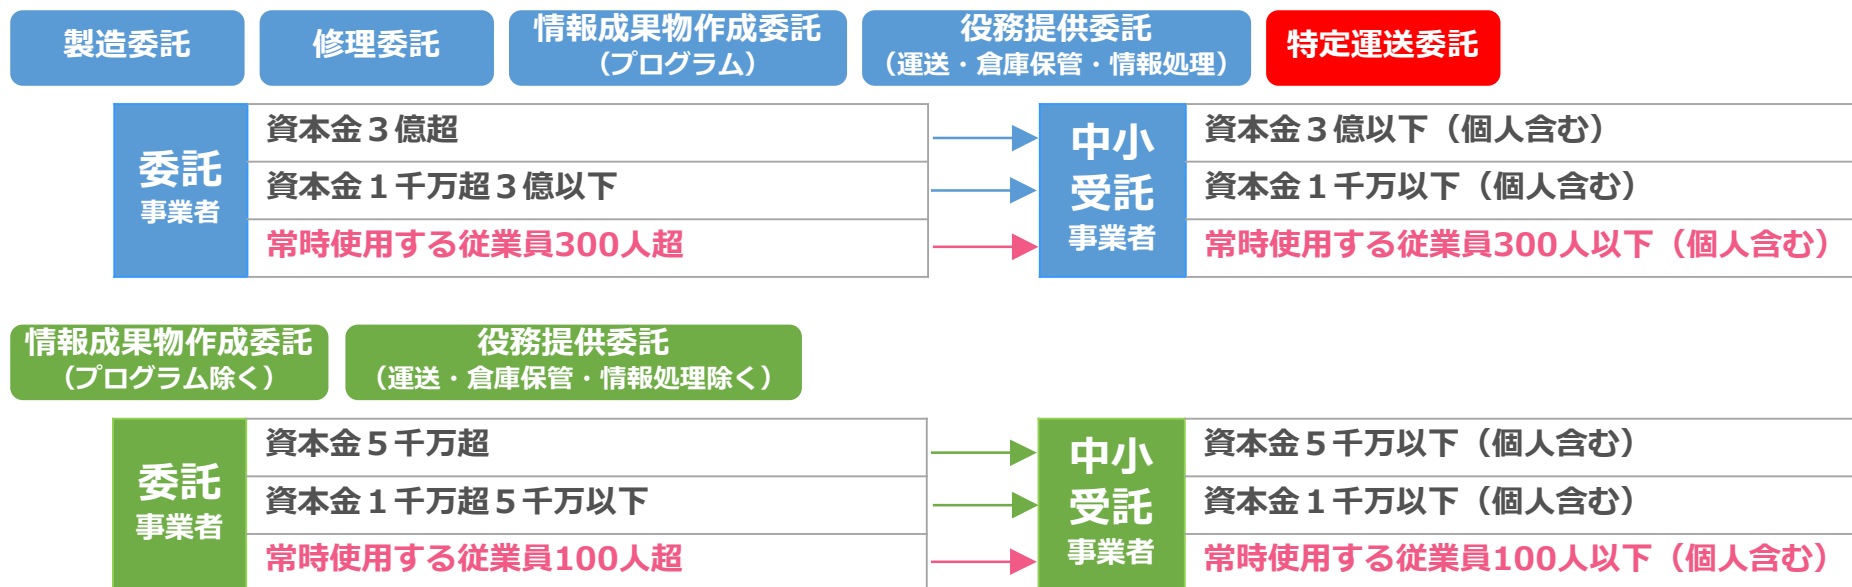 製造委託
修理委託
情報成果物作成委託
（プログラム）
役務提供委託
（運送・倉庫保管・情報処理）
特定運送委託
委託
事業者
資本金３億超
資本金１千万超３億以下
常時使用する従業員300人超
中小
受託
事業者
資本金３億以下（個人含む）
資本金１千万以下（個人含む）
常時使用する従業員300人以下（個人含む）
情報成果物作成委託
（プログラム除く）
役務提供委託
（運送・倉庫保管・情報処理除く）
委託
事業者
資本金５千万超
資本金１千万超５千万以下
常時使用する従業員100人超
中小
受託
事業者
資本金５千万以下（個人含む）
資本金１千万以下（個人含む）
常時使用する従業員100人以下（個人含む）